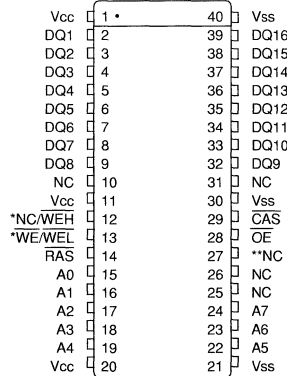 Vcc 1 • 40 Vss
DQ1 2 39 DQ16
DQ2 3 38 DQ15
DQ3 4 37 DQ14
DQ4 5 36 DQ13
DQ5 6 35 DQ12
DQ6 7 34 DQ11
DQ7 8 33 DQ10
DQ8 9 32 DQ9
NC 10 31 NC
Vcc 11 30 Vss
*NC/WEH 12 29 CAS
*WE/WEL 13 28 OE
RAS 14 27 **NC
A0 15 26 NC
A1 16 25 NC
A2 17 24 A7
A3 18 23 A6
A4 19 22 A5
Vcc 20 21 Vss